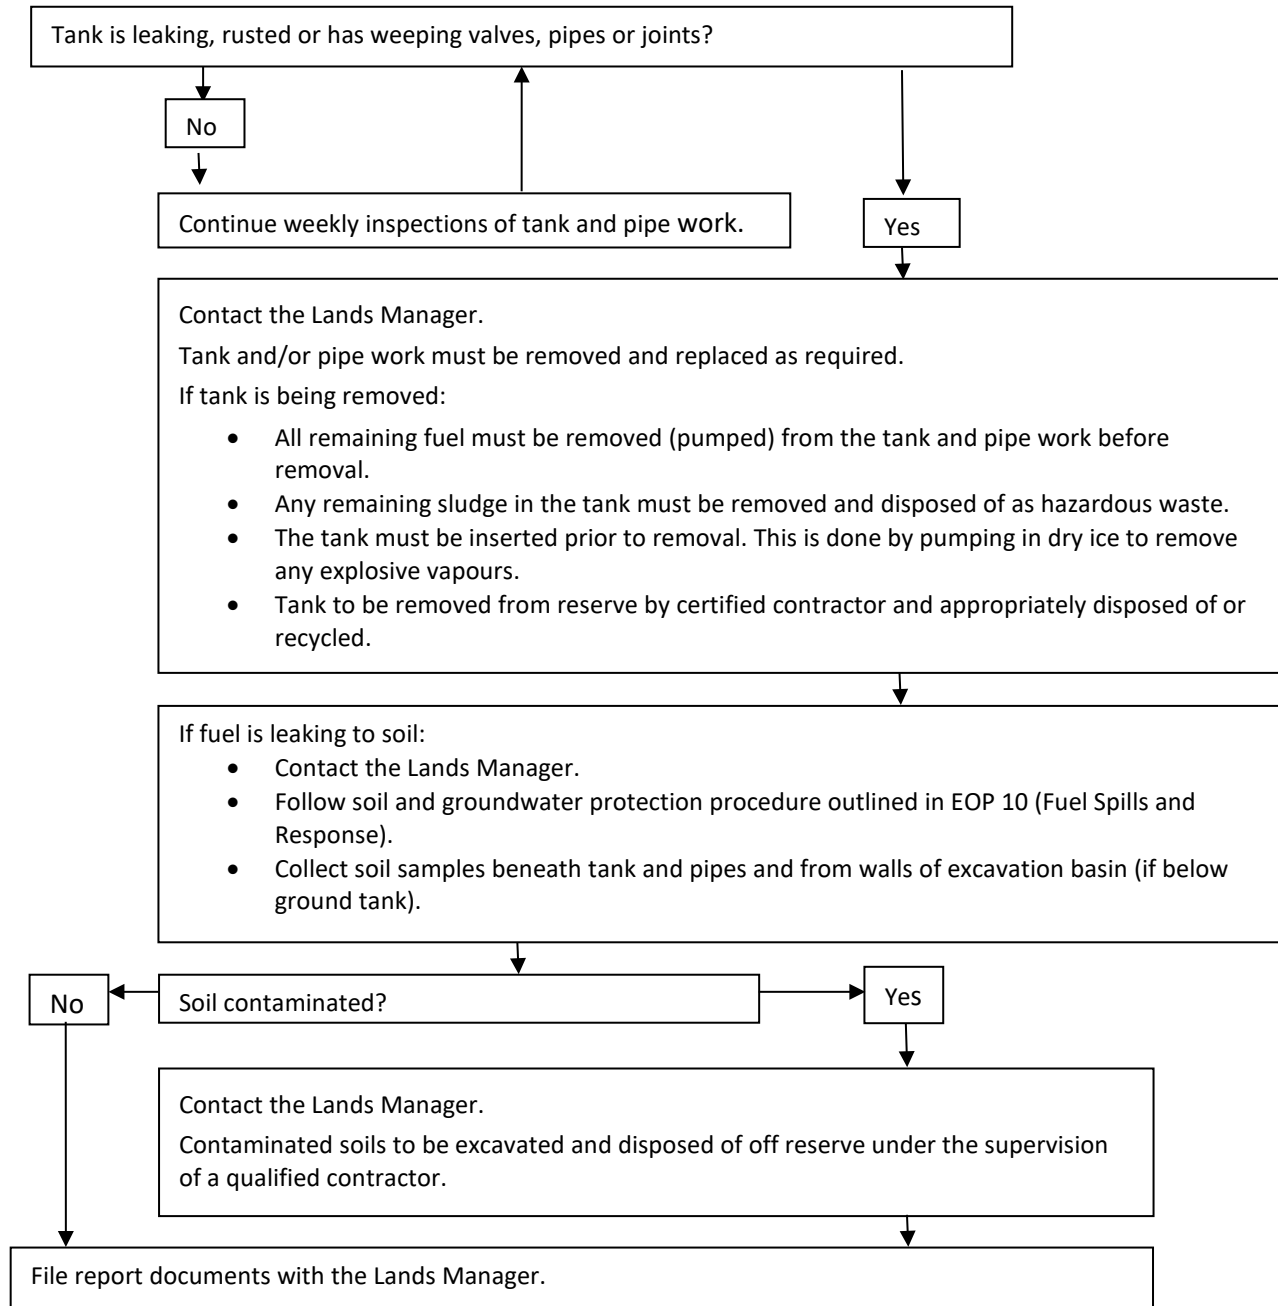 Tank is leaking, rusted or has weeping valves, pipes or joints?
No
Continue weekly inspections of tank and pipe work.
Yes
Contact the Lands Manager.
Tank and/or pipe work must be removed and replaced as required.
If tank is being removed:
• All remaining fuel must be removed (pumped) from the tank and pipe work before
removal.
• Any remaining sludge in the tank must be removed and disposed of as hazardous waste.
• The tank must be inserted prior to removal. This is done by pumping in dry ice to remove
any explosive vapours.
• Tank to be removed from reserve by certified contractor and appropriately disposed of or
recycled.
If fuel is leaking to soil:
• Contact the Lands Manager.
• Follow soil and groundwater protection procedure outlined in EOP 10 (Fuel Spills and
Response).
• Collect soil samples beneath tank and pipes and from walls of excavation basin (if below
ground tank).
No
Soil contaminated?
Yes
Contact the Lands Manager.
Contaminated soils to be excavated and disposed of off reserve under the supervision
of a qualified contractor.
File report documents with the Lands Manager.